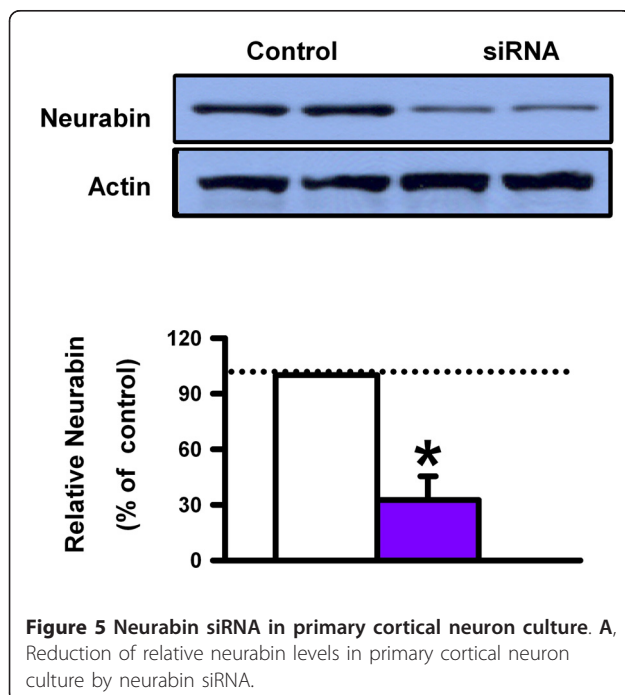 Control siRNA
Neurabin
Actin
Relative Neurabin
(% of control)
120
90
60
30
0
*
Figure 5 Neurabin siRNA in primary cortical neuron culture. A,
Reduction of relative neurabin levels in primary cortical neuron
culture by neurabin siRNA.